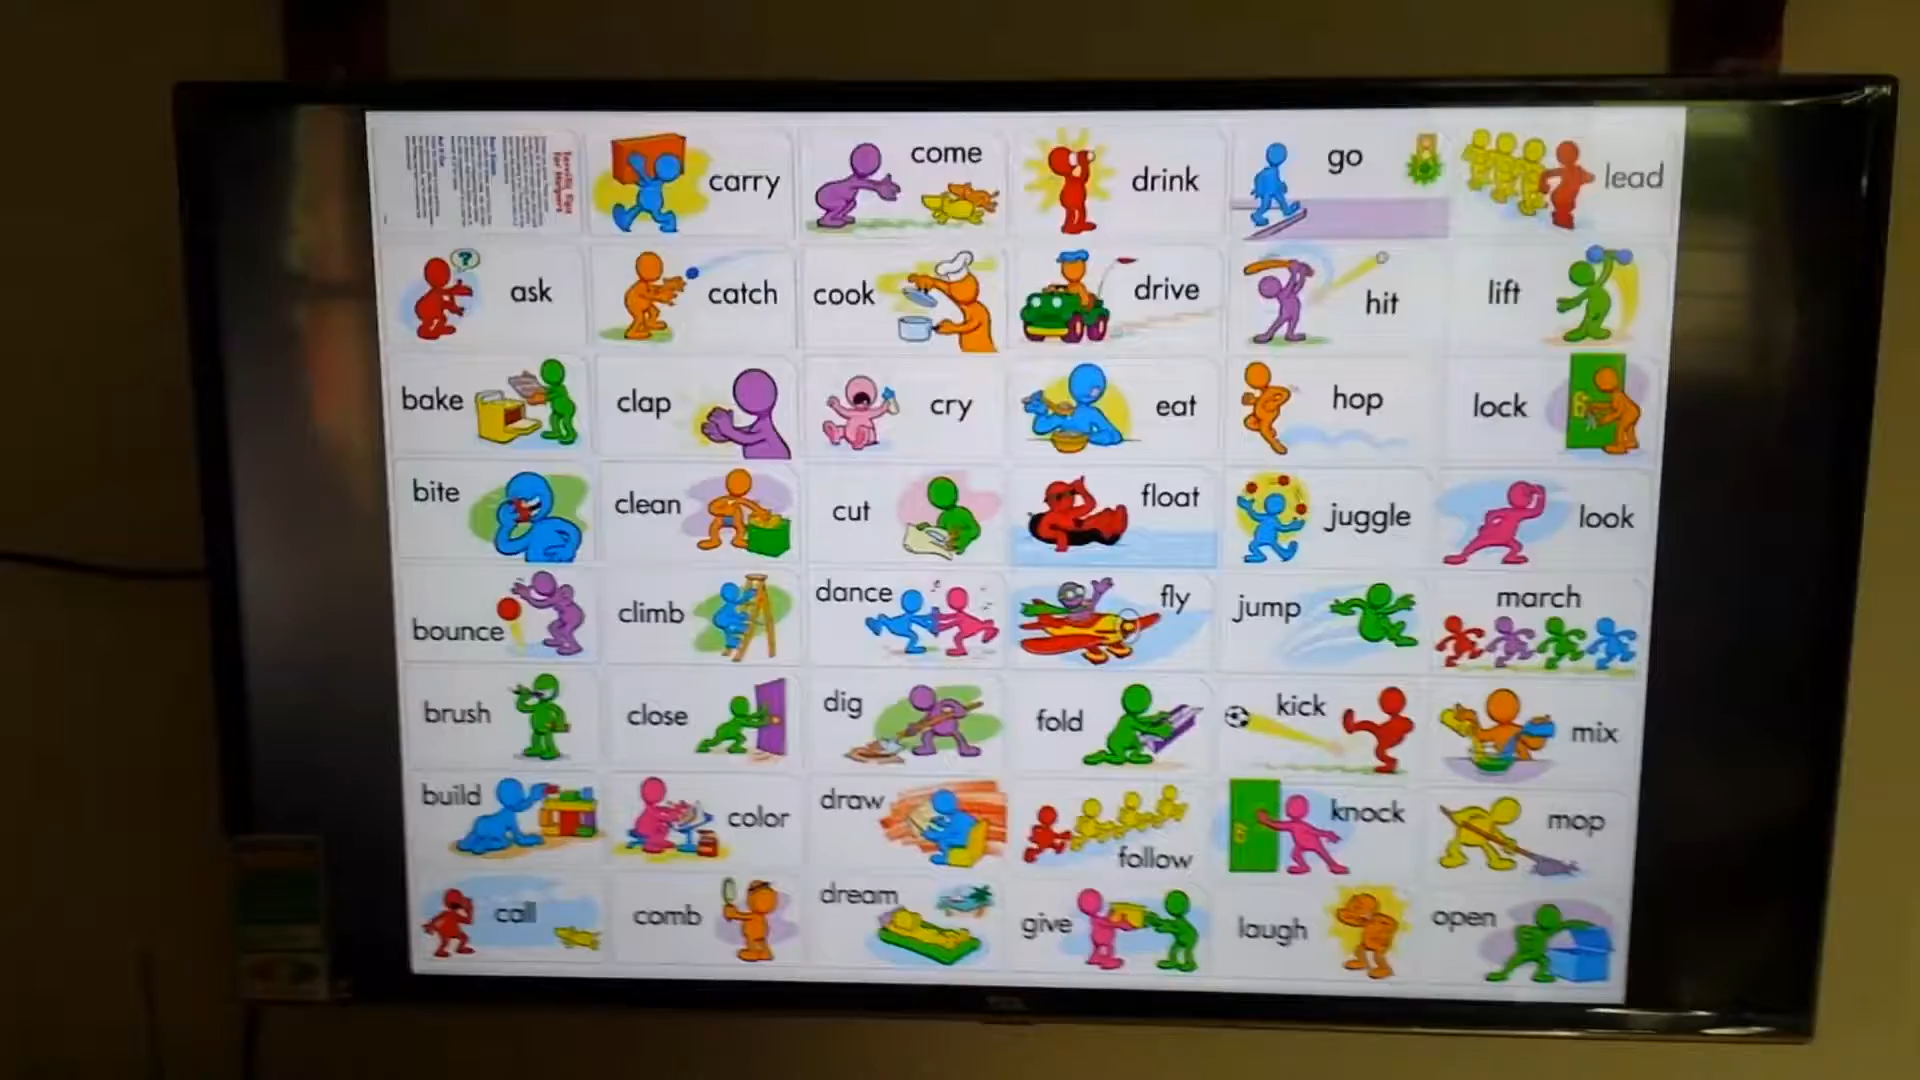 carry
come
drink
go
lead
ask
catch
cook
drive
hit
lift
bake
clap
cry
eat
hop
lock
bite
clean
cut
float
juggle
look
bounce
climb
dance
fly
jump
march
brush
close
dig
fold
kick
mix
build
color
draw
follow
knock
mop
call
comb
dream
give
laugh
open